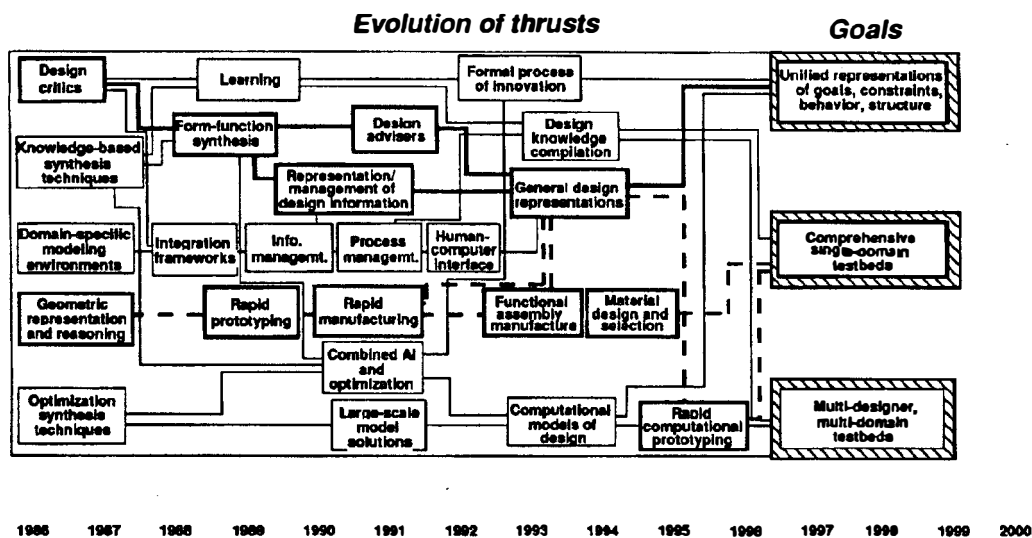 Evolution of thrusts
Goals
Design
critics
Learning
Formal process
of innovation
Unified representations
of goals, constraints,
behavior, structure
Form-function
synthesis
Design
advisers
Design
knowledge
compilation
Knowledge-based
synthesis
techniques
Representation/
management of
design information
General design
representations
Domain-specific
modeling
environments
Integration
frameworks
Info.
managemt.
Process
managemt.
Human-
computer
interface
Comprehensive
single-domain
testbeds
Geometric
representation
and reasoning
Rapid
prototyping
Rapid
manufacturing
Functional
assembly
manufacture
Material
design and
selection
Combined AI
and
optimization
Optimization
synthesis
techniques
Large-scale
model
solutions
Computational
models of
design
Rapid
computational
prototyping
Multi-designer,
multi-domain
testbeds
1986 1987 1988 1989 1990 1991 1992 1993 1994 1995 1996 1997 1998 1999 2000